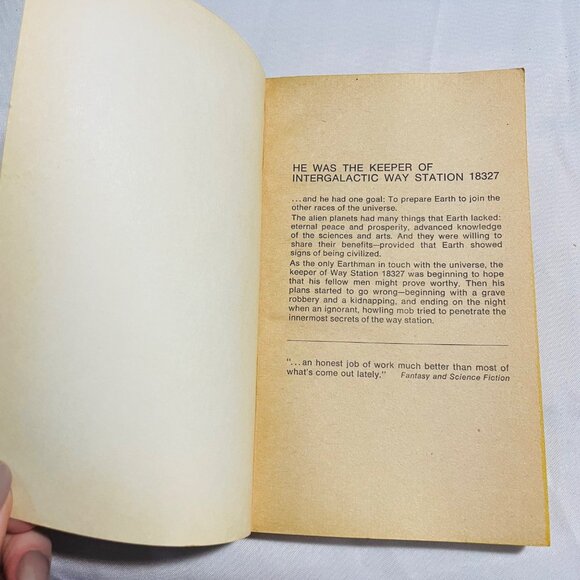 HE WAS THE KEEPER OF
INTERGALACTIC WAY STATION 18327
...and he had one goal: To prepare Earth to join the
other races of the universe.
The alien planets had many things that Earth lacked:
eternal peace and prosperity, advanced knowledge
of the sciences and arts. And they were willing to
share their benefits—provided that Earth showed
signs of being civilized.
As the only Earthman in touch with the universe, the
keeper of Way Station 18327 was beginning to hope
that his fellow men might prove worthy. Then his
plans started to go wrong—beginning with a grave
robbery and a kidnapping, and ending on the night
when an ignorant, howling mob tried to penetrate the
innermost secrets of the way station.
"...an honest job of work much better than most of
what's come out lately." Fantasy and Science Fiction